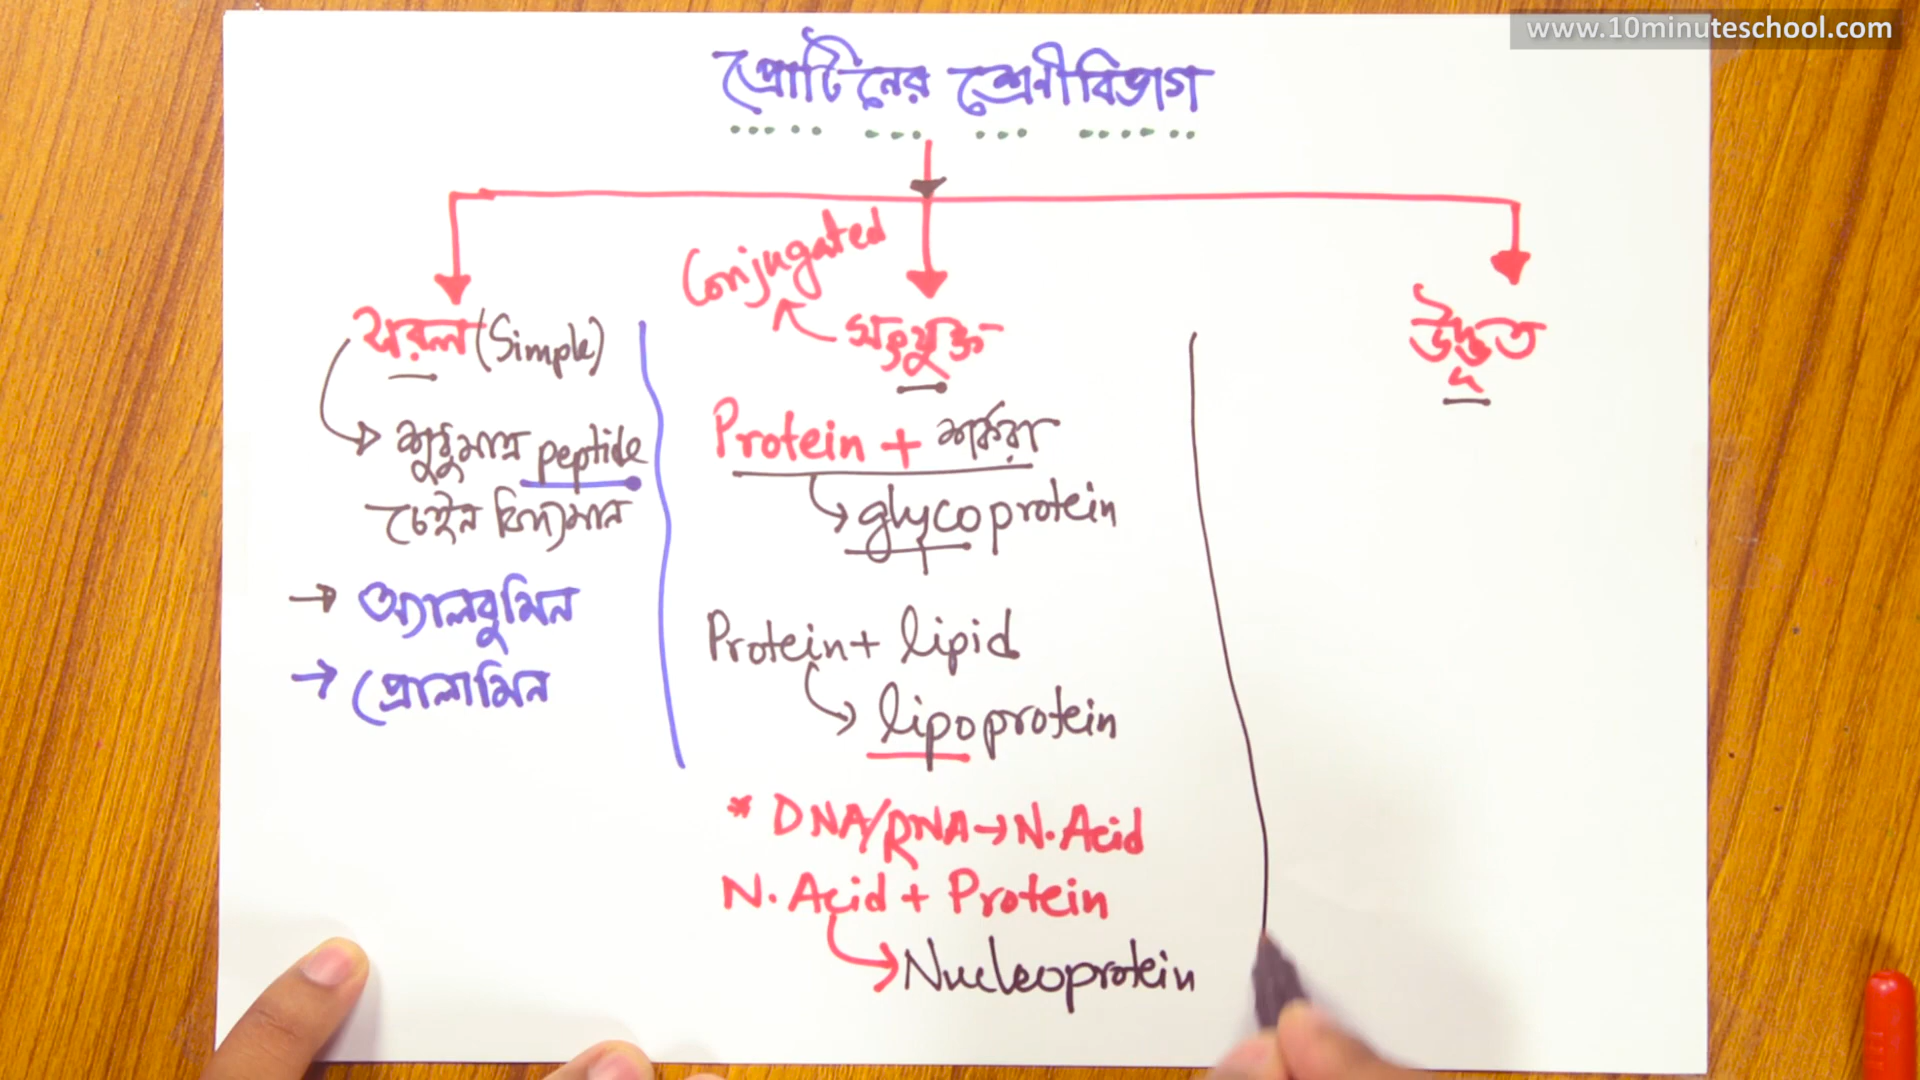 www.10minuteschool.com
প্রোটিনের শ্রেণীবিভাগ
সরল (Simple)
শুধুমাত্র peptide
চেইন বিদ্যমান
→ অ্যালবুমিন
→ প্রোলামিন
Conjugated
সংযুক্ত
Protein + শর্করা
glycoprotein
Protein + lipid
lipoprotein
* DNA/RNA → N. Acid
N. Acid + Protein
Nucleoprotein
উদ্ভূত